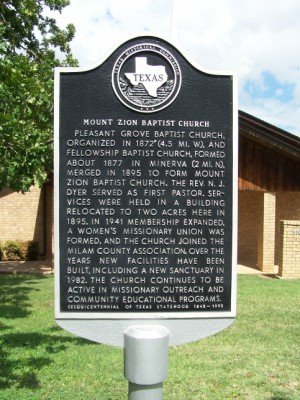 TEXAS HISTORICAL COMMISSION
TEXAS
MOUNT ZION BAPTIST CHURCH
PLEASANT GROVE BAPTIST CHURCH,
ORGANIZED IN 1872 (4.5 MI. W), AND
FELLOWSHIP BAPTIST CHURCH, FORMED
ABOUT 1877 IN MINERVA (2 MI. N),
MERGED IN 1895 TO FORM MOUNT
ZION BAPTIST CHURCH. THE REV. N. J.
DYER SERVED AS FIRST PASTOR. SER-
VICES WERE HELD IN A BUILDING
RELOCATED TO TWO ACRES HERE IN
1895. IN 1941 MEMBERSHIP EXPANDED,
A WOMEN'S MISSIONARY UNION WAS
FORMED, AND THE CHURCH JOINED THE
MILAM COUNTY ASSOCIATION. OVER THE
YEARS NEW FACILITIES HAVE BEEN
BUILT, INCLUDING A NEW SANCTUARY IN
1982. THE CHURCH CONTINUES TO BE
ACTIVE IN MISSIONARY OUTREACH AND
COMMUNITY EDUCATIONAL PROGRAMS.
SESQUICENTENNIAL OF TEXAS STATEHOOD 1845-1995